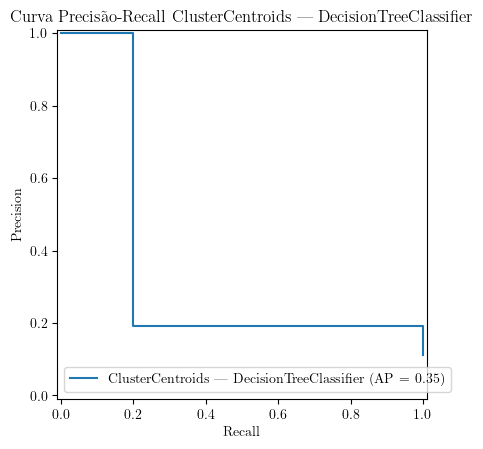 Curva Precisão-Recall ClusterCentroids — DecisionTreeClassifier
1.0
0.8
0.6
0.4
0.2
0.0
Precision
ClusterCentroids — DecisionTreeClassifier (AP = 0.35)
0.0 0.2 0.4 0.6 0.8 1.0
Recall